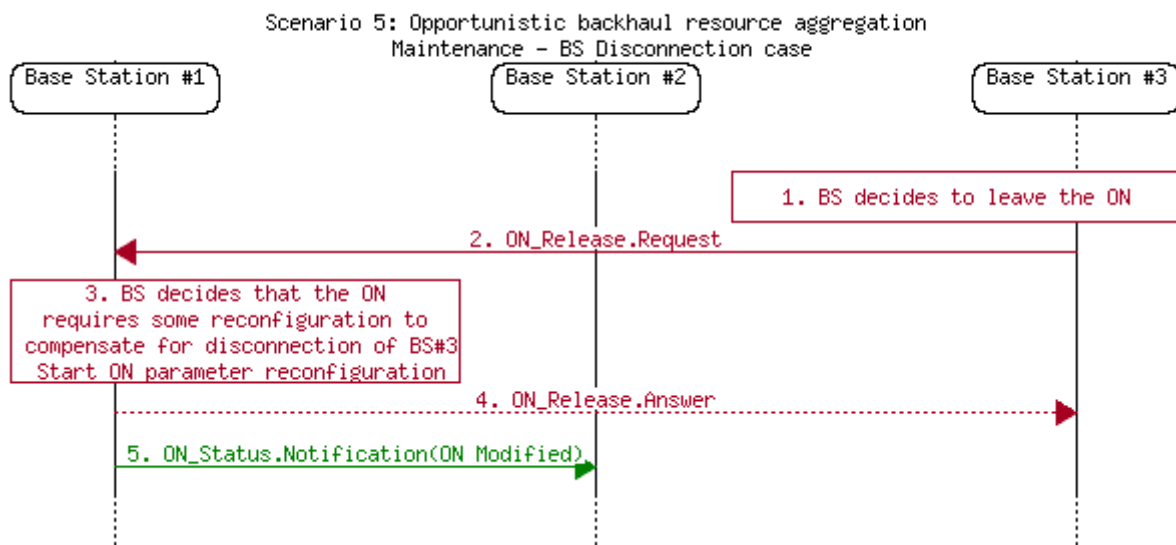 Scenario 5: Opportunistic backhaul resource aggregation
Maintenance - BS Disconnection case
Base Station #1
Base Station #2
Base Station #3
1. BS decides to leave the ON
2. ON_Release.Request
3. BS decides that the ON
requires some reconfiguration to
compensate for disconnection of BS#3
Start ON parameter reconfiguration
4. ON_Release.Answer
5. ON_Status.Notification(ON Modified)